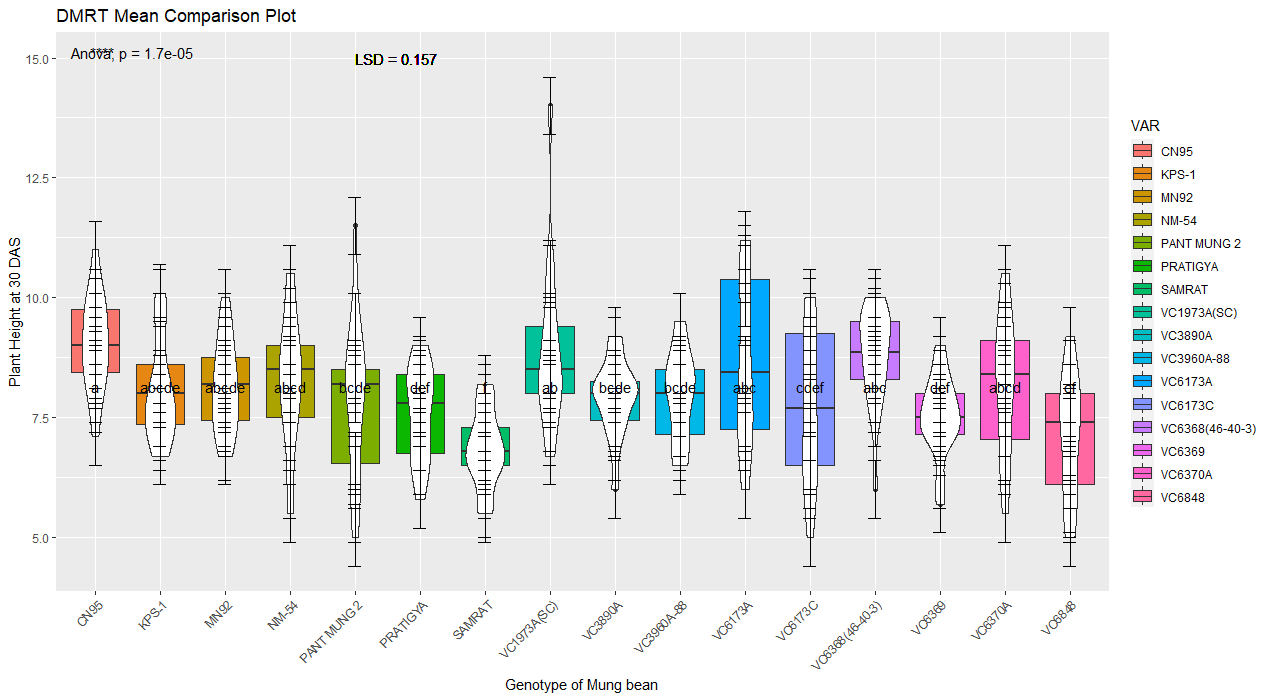 DMRT Mean Comparison Plot
Anova, p = 1.7e-05
****
LSD = 0.157
15.0
12.5
10.0
7.5
5.0
Plant Height at 30 DAS
a
abcde
abcde
abcd
bcde
def
f
ab
bcde
bcde
abc
cdef
abc
def
abcd
ef
CN95
KPS-1
MN92
NM-54
PANT MUNG 2
PRATIGYA
SAMRAT
VC1973A(SC)
VC3890A
VC3960A-88
VC6173A
VC6173C
VC6368(46-40-3)
VC6369
VC6370A
VC6848
Genotype of Mung bean
VAR
CN95
KPS-1
MN92
NM-54
PANT MUNG 2
PRATIGYA
SAMRAT
VC1973A(SC)
VC3890A
VC3960A-88
VC6173A
VC6173C
VC6368(46-40-3)
VC6369
VC6370A
VC6848